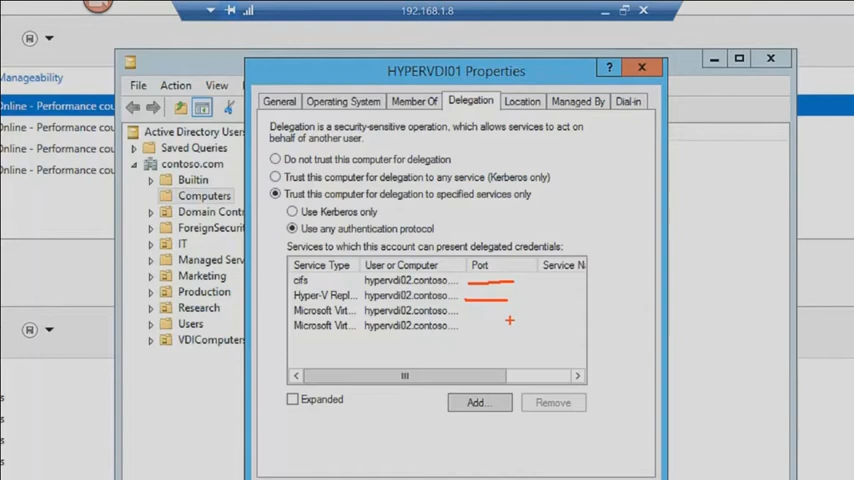 192.168.1.8
Manageability
File Action View
HYPERVDI01 Properties
?
General Operating System Member Of Delegation Location Managed By Dial-in
Online - Performance cou
Online - Performance cou
Online - Performance cou
Online - Performance cou
Active Directory Users
Saved Queries
contoso.com
Builtin
Computers
Domain Contr
ForeignSecurit
IT
Managed Serv
Marketing
Production
Research
Users
VDIComputers
Delegation is a security-sensitive operation, which allows services to act on
behalf of another user.
Do not trust this computer for delegation
Trust this computer for delegation to any service (Kerberos only)
Trust this computer for delegation to specified services only
Use Kerberos only
Use any authentication protocol
Services to which this account can present delegated credentials:
Service Type User or Computer Port Service Na
cifs hypervdi02.contoso....
Hyper-V Repl... hypervdi02.contoso....
Microsoft Virt... hypervdi02.contoso....
Microsoft Virt... hypervdi02.contoso....
Expanded
Add... Remove